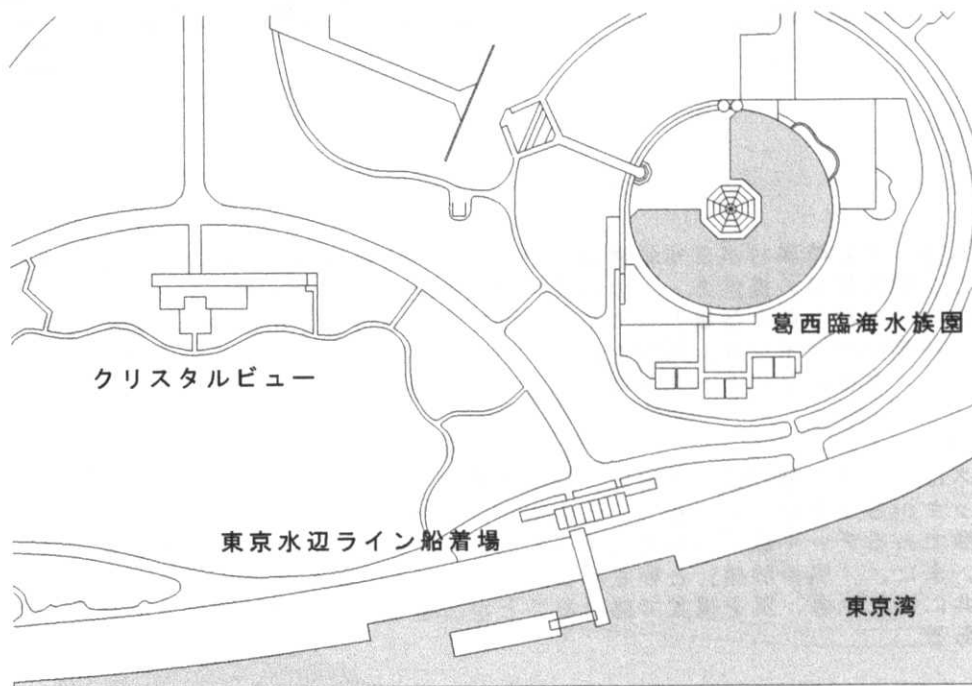 葛西臨海水族園
クリスタルビュー
東京水辺ライン船着場
東京湾